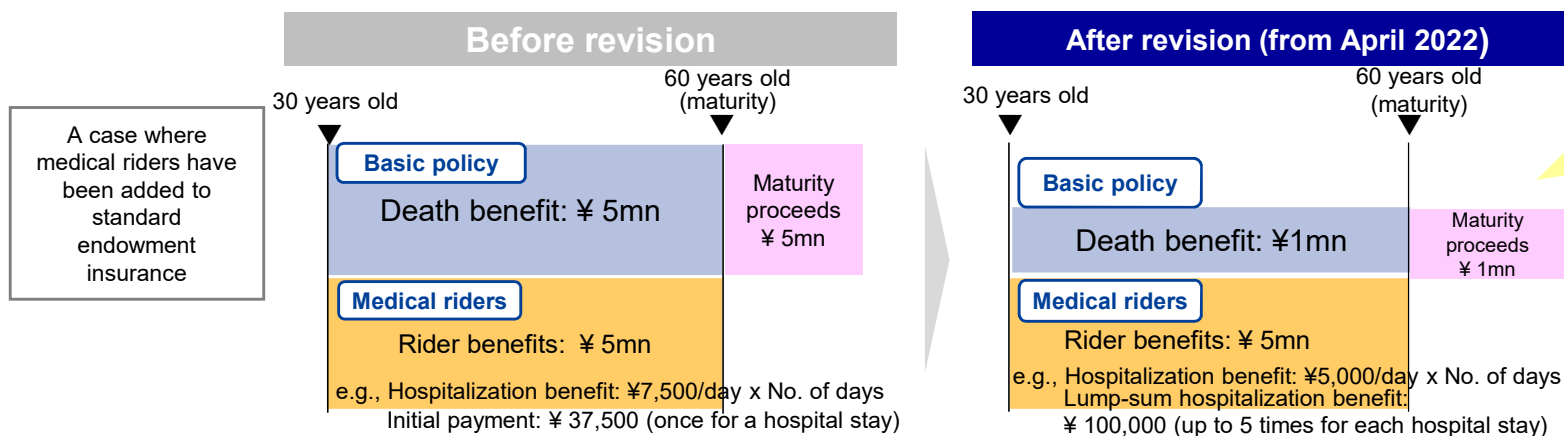 Before revision
After revision (from April 2022)
A case where
medical riders have
been added to
standard
endowment
insurance
30 years old
60 years old
(maturity)
Basic policy
Death benefit: ¥ 5mn
Maturity
proceeds
¥ 5mn
Medical riders
Rider benefits: ¥ 5mn
e.g., Hospitalization benefit: ¥7,500/day x No. of days
Initial payment: ¥ 37,500 (once for a hospital stay)
30 years old
60 years old
(maturity)
Basic policy
Death benefit: ¥1mn
Maturity
proceeds
¥ 1mn
Medical riders
Rider benefits: ¥ 5mn
e.g., Hospitalization benefit: ¥5,000/day x No. of days
Lump-sum hospitalization benefit:
¥ 100,000 (up to 5 times for each hospital stay)